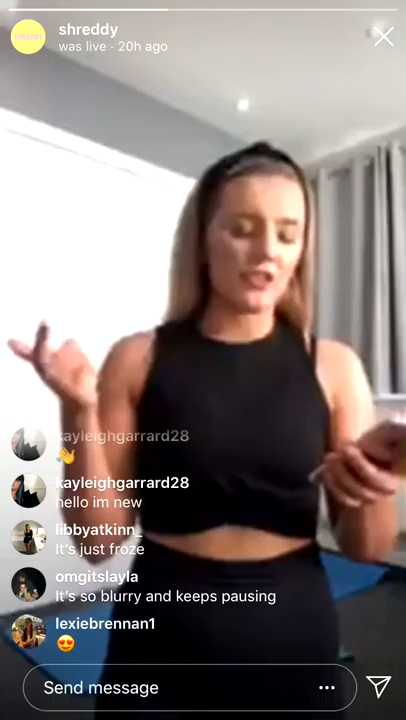 shreddy
was live · 20h ago
kayleighgarrard28
👋
kayleighgarrard28
hello im new
libbyatkinn_
It's just froze
omgitslayla
It's so blurry and keeps pausing
lexiebrennan1
😍
Send message